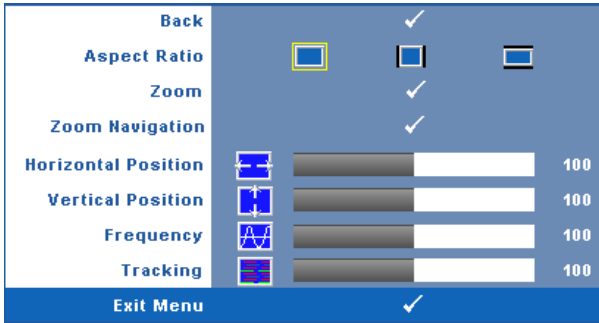 Back
Aspect Ratio
Zoom
Zoom Navigation
Horizontal Position 100
Vertical Position 100
Frequency 100
Tracking 100
Exit Menu